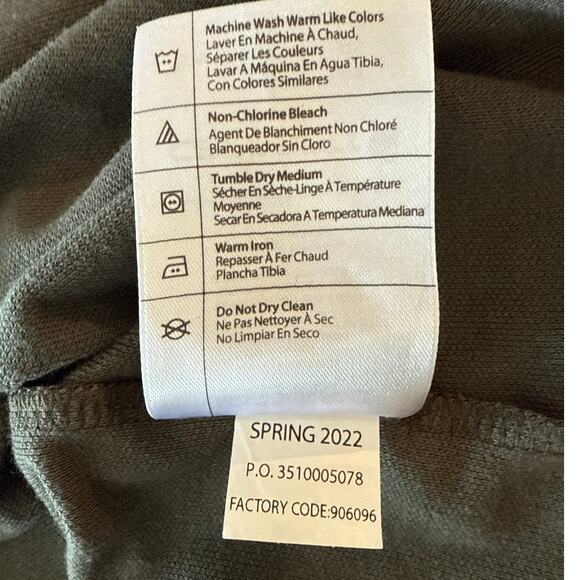 Machine Wash Warm Like Colors
Laver En Machine À Chaud,
Séparer Les Couleurs
Lavar A Máquina En Agua Tibia,
Con Colores Similares
Non-Chlorine Bleach
Agent De Blanchiment Non Chloré
Blanqueador Sin Cloro
Tumble Dry Medium
Sécher En Sèche-Linge À Température
Moyenne
Secar En Secadora A Temperatura Mediana
Warm Iron
Repasser À Fer Chaud
Plancha Tibia
Do Not Dry Clean
Ne Pas Nettoyer À Sec
No Limpiar En Seco
SPRING 2022
P.O. 3510005078
FACTORY CODE:906096